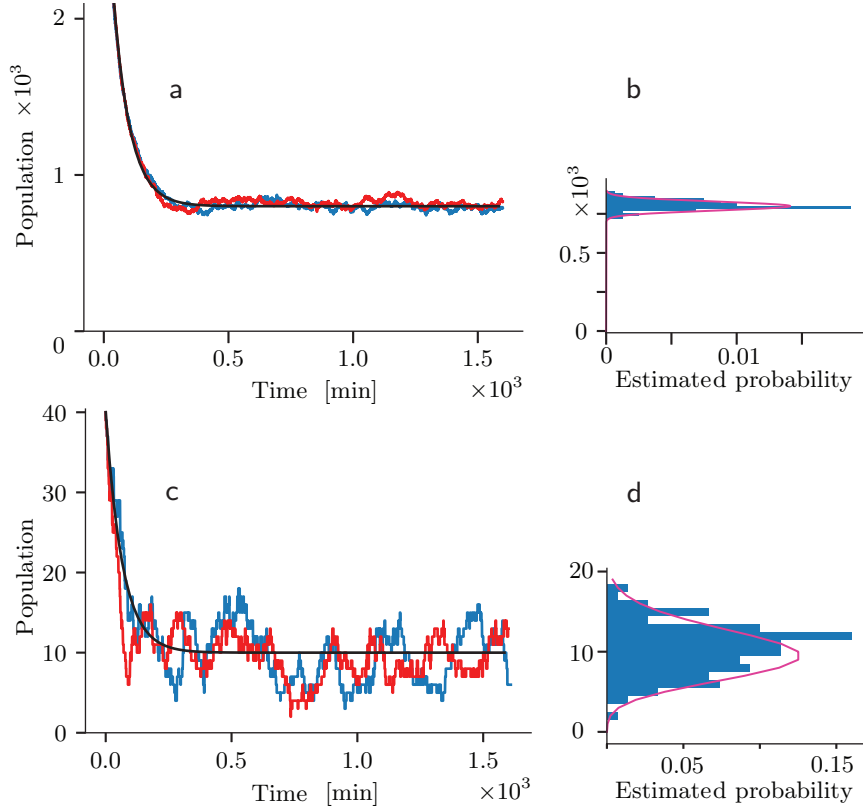 a
Population ×10³
2
1
0
0.0 0.5 1.0 1.5
Time [min] ×10³
b
×10³
0.5
0
0 0.01
Estimated probability
c
Population
40
30
20
10
0
0.0 0.5 1.0 1.5
Time [min] ×10³
d
20
10
0
0.05 0.15
Estimated probability